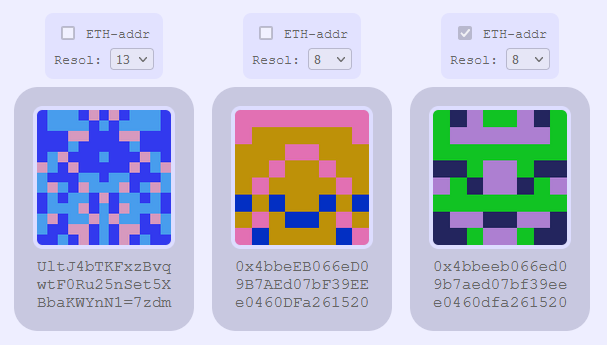 ETH-addr
Resol: 13
UltJ4bTKFxzBvq
wtF0Ru25nSet5X
BbaKWYnN1=7zdm
ETH-addr
Resol: 8
0x4bbeEB066eD0
9B7AEd07bF39EE
e0460DFa261520
ETH-addr
Resol: 8
0x4bbeeb066ed0
9b7aed07bf39ee
e0460dfa261520